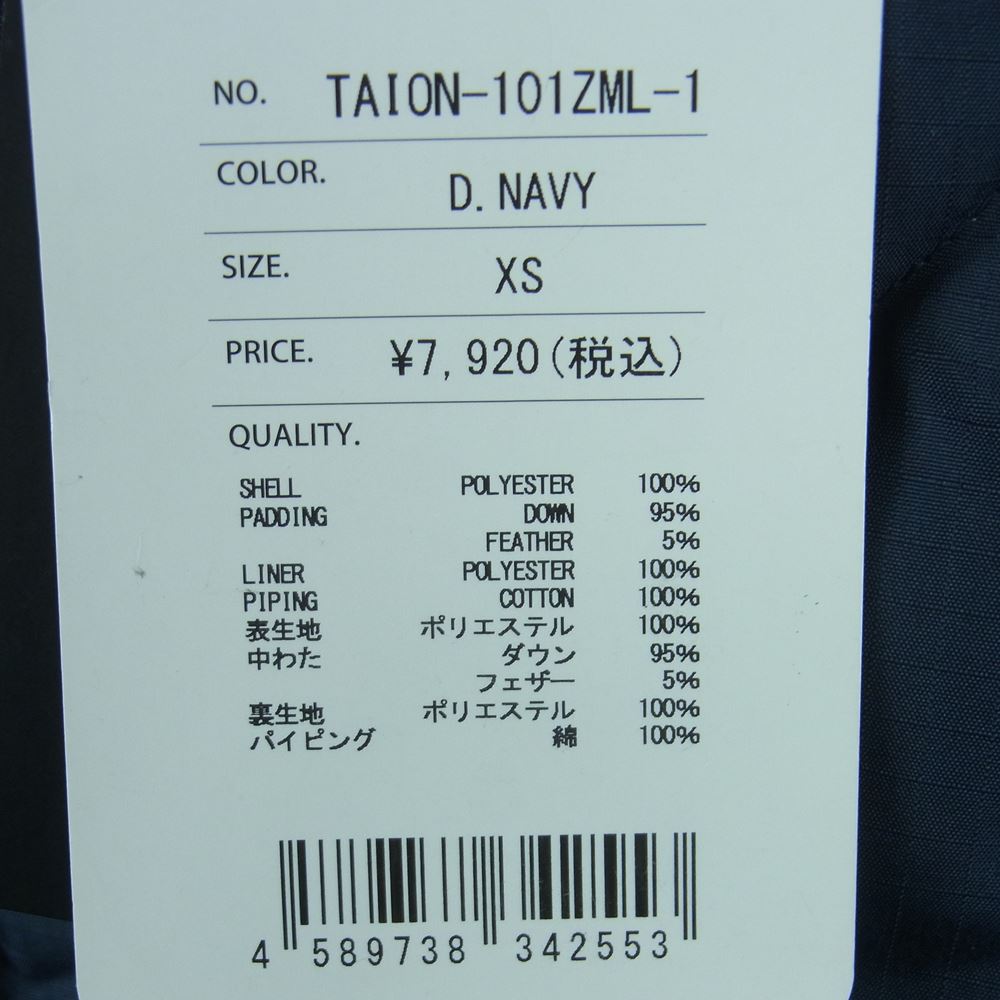 NO. TAION-101ZML-1
COLOR. D. NAVY
SIZE. XS
PRICE. ¥7,920(税込)
QUALITY.
SHELL POLYESTER 100%
PADDING DOWN 95%
FEATHER 5%
LINER POLYESTER 100%
PIPING COTTON 100%
表生地 ポリエステル 100%
中わた ダウン 95%
フェザー 5%
裏生地 ポリエステル 100%
パイピング 綿 100%
4 589738 342553